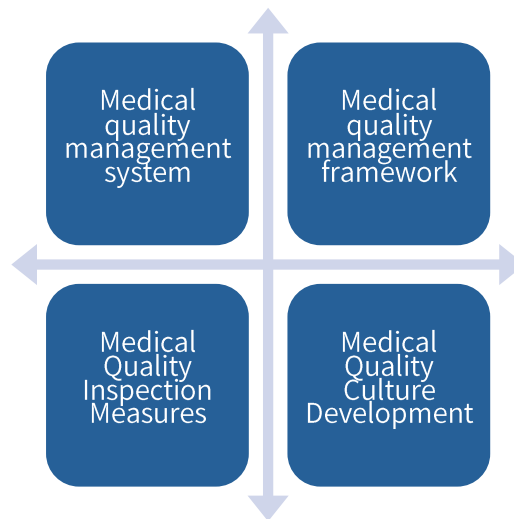 Medical
quality
management
system
Medical
quality
management
framework
Medical
Quality
Inspection
Measures
Medical
Quality
Culture
Development